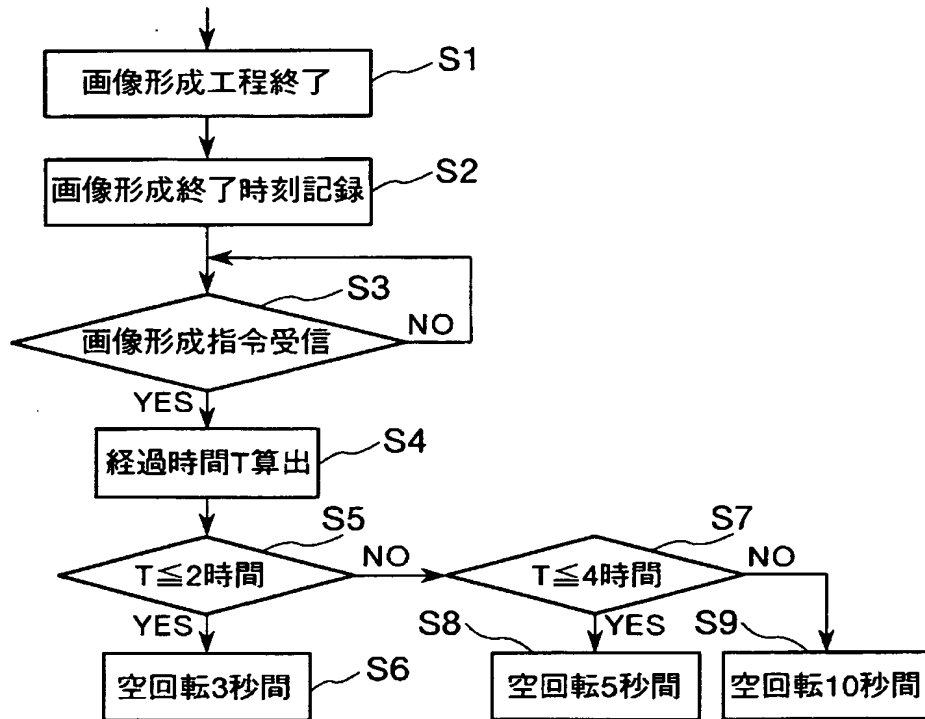 画像形成工程終了
S1
画像形成終了時刻記録
S2
画像形成指令受信
S3
NO
YES
経過時間T算出
S4
T≦2時間
S5
NO
YES
T≦4時間
S7
NO
YES
空回転3秒間
S6
空回転5秒間
S8
空回転10秒間
S9